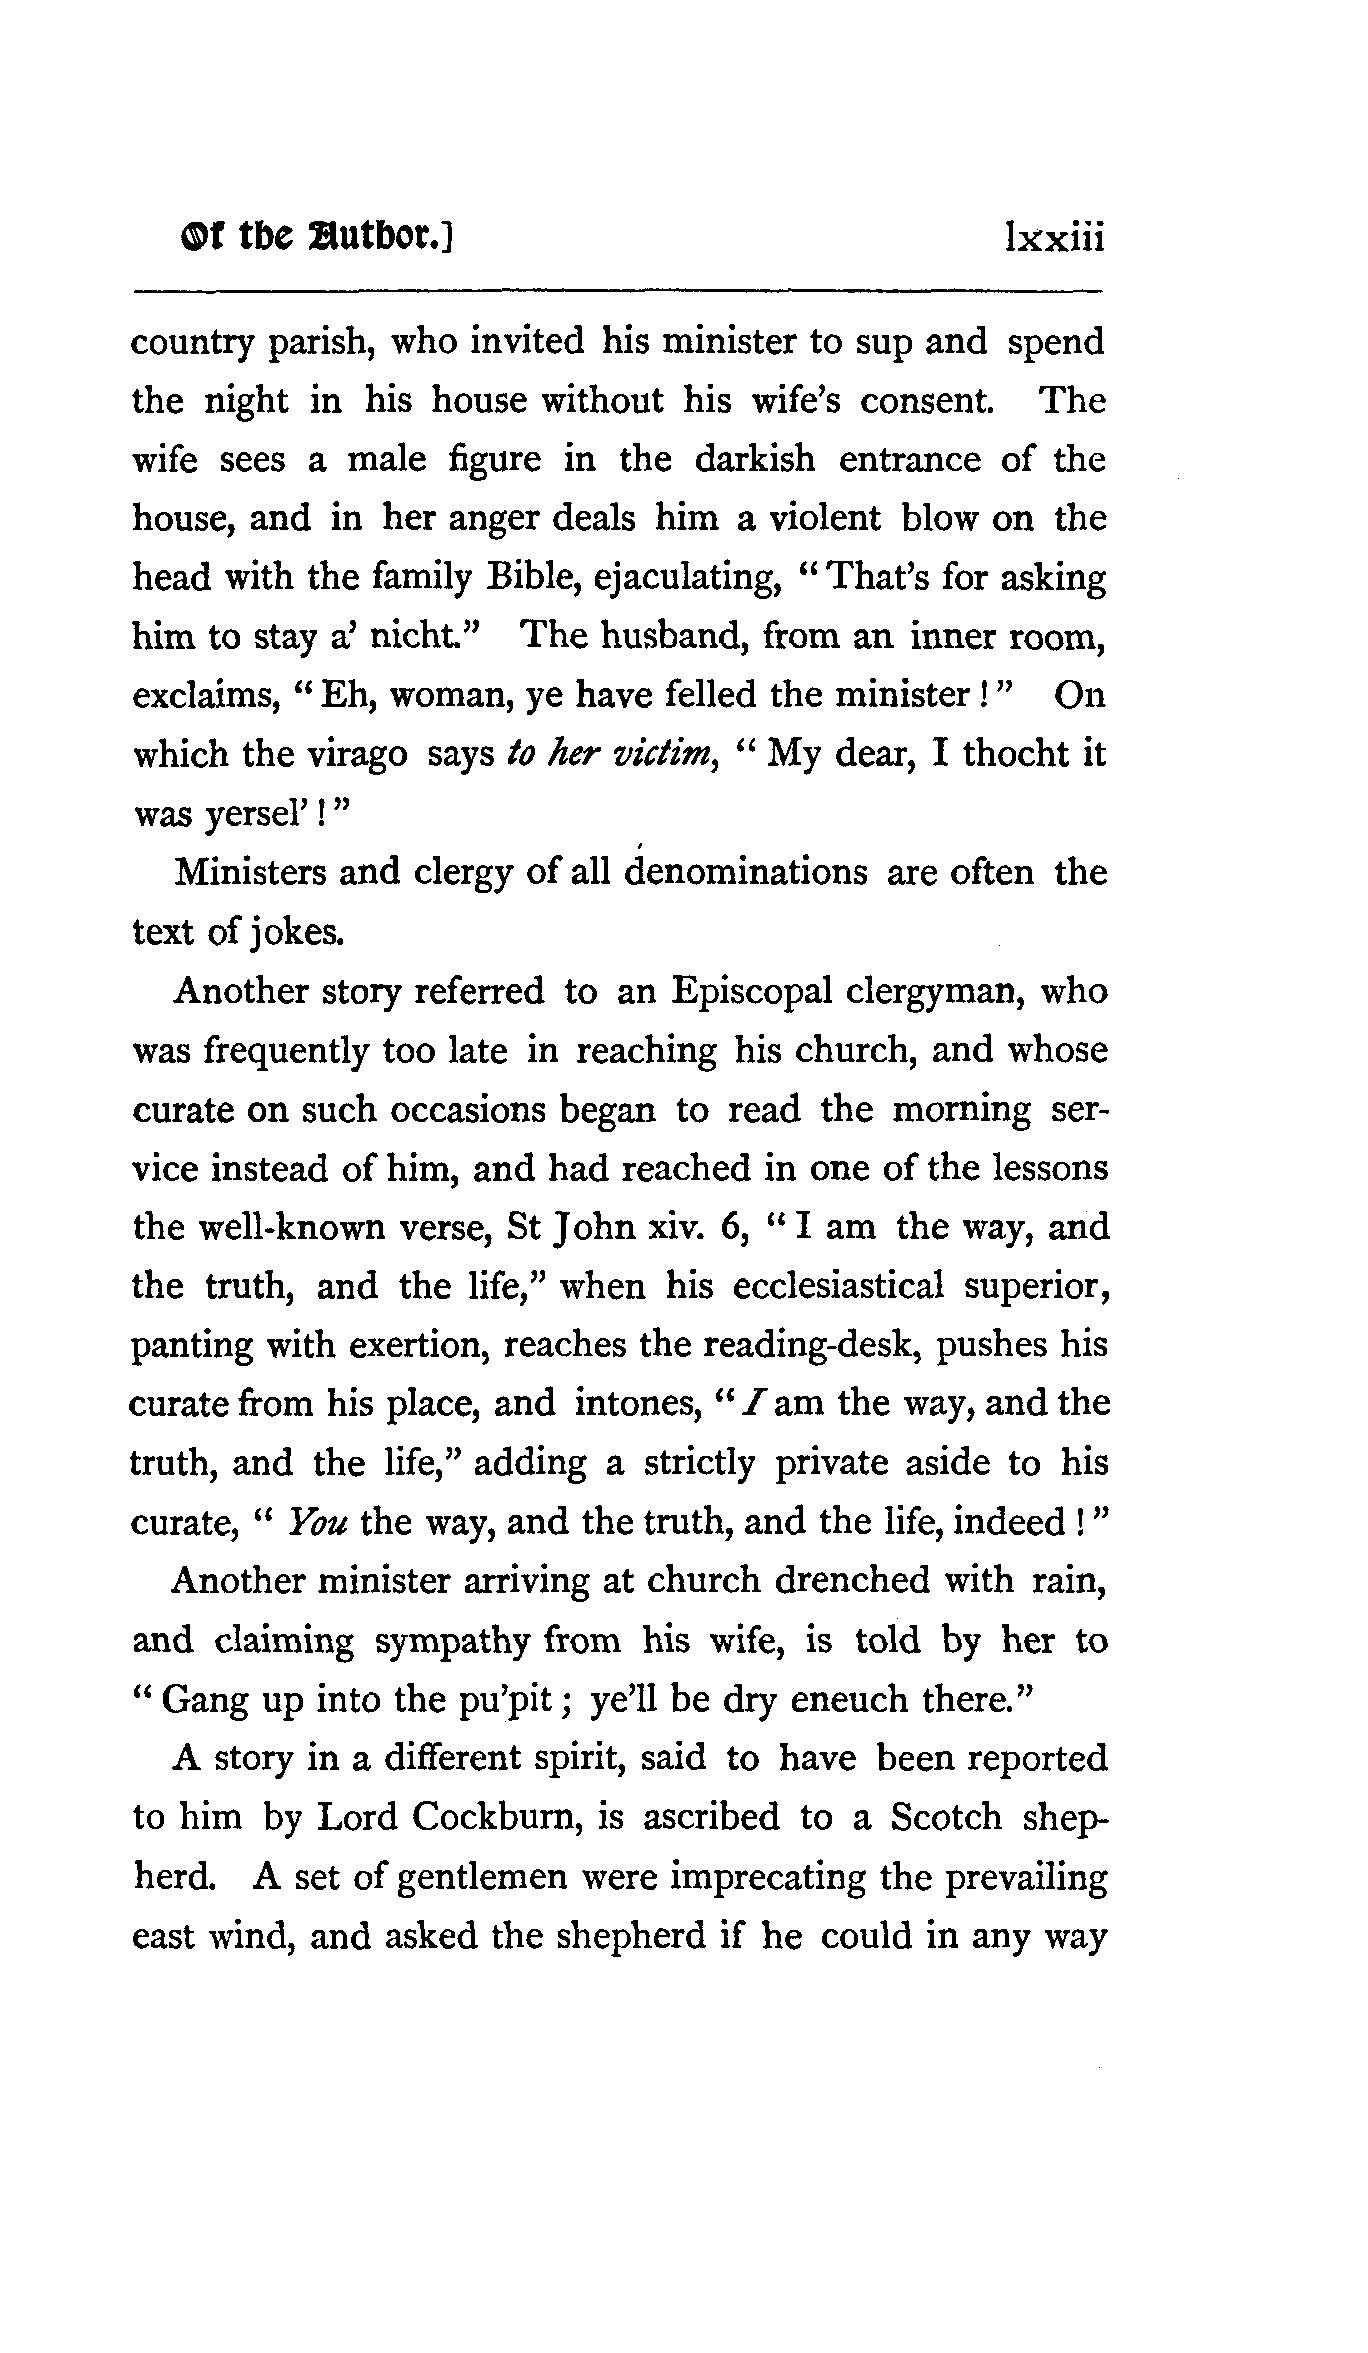 Of the Author.] lxxiii
country parish, who invited his minister to sup and spend
the night in his house without his wife's consent. The
wife sees a male figure in the darkish entrance of the
house, and in her anger deals him a violent blow on the
head with the family Bible, ejaculating, “That's for asking
him to stay a' nicht.” The husband, from an inner room,
exclaims, “Eh, woman, ye have felled the minister!” On
which the virago says to her victim, “My dear, I thocht it
was yersel'!”
Ministers and clergy of all denominations are often the
text of jokes.
Another story referred to an Episcopal clergyman, who
was frequently too late in reaching his church, and whose
curate on such occasions began to read the morning ser-
vice instead of him, and had reached in one of the lessons
the well-known verse, St John xiv. 6, “I am the way, and
the truth, and the life,” when his ecclesiastical superior,
panting with exertion, reaches the reading-desk, pushes his
curate from his place, and intones, “I am the way, and the
truth, and the life,” adding a strictly private aside to his
curate, “You the way, and the truth, and the life, indeed!”
Another minister arriving at church drenched with rain,
and claiming sympathy from his wife, is told by her to
“Gang up into the pu'pit; ye'll be dry eneuch there.”
A story in a different spirit, said to have been reported
to him by Lord Cockburn, is ascribed to a Scotch shep-
herd. A set of gentlemen were imprecating the prevailing
east wind, and asked the shepherd if he could in any way